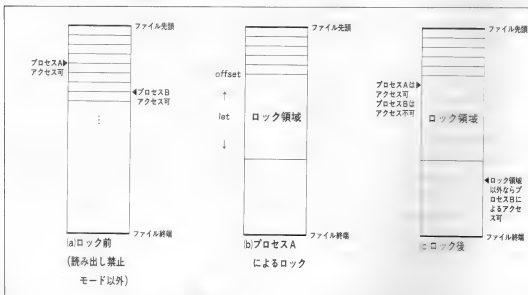 ファイル先頭
プロセスA▶
アクセス可
◀プロセスB
アクセス可
⋮
ファイル終端
(a)ロック前
(読み出し禁止
モード以外)
ファイル先頭
offset
↑
let
↓
ロック領域
ファイル終端
(b)プロセスA
によるロック
ファイル先頭
プロセスAは▶
アクセス可
プロセスBは
アクセス不可
ロック領域
◀ロック領域
以外ならプ
ロセスBに
よるアクセ
ス可
ファイル終端
(c)ロック後